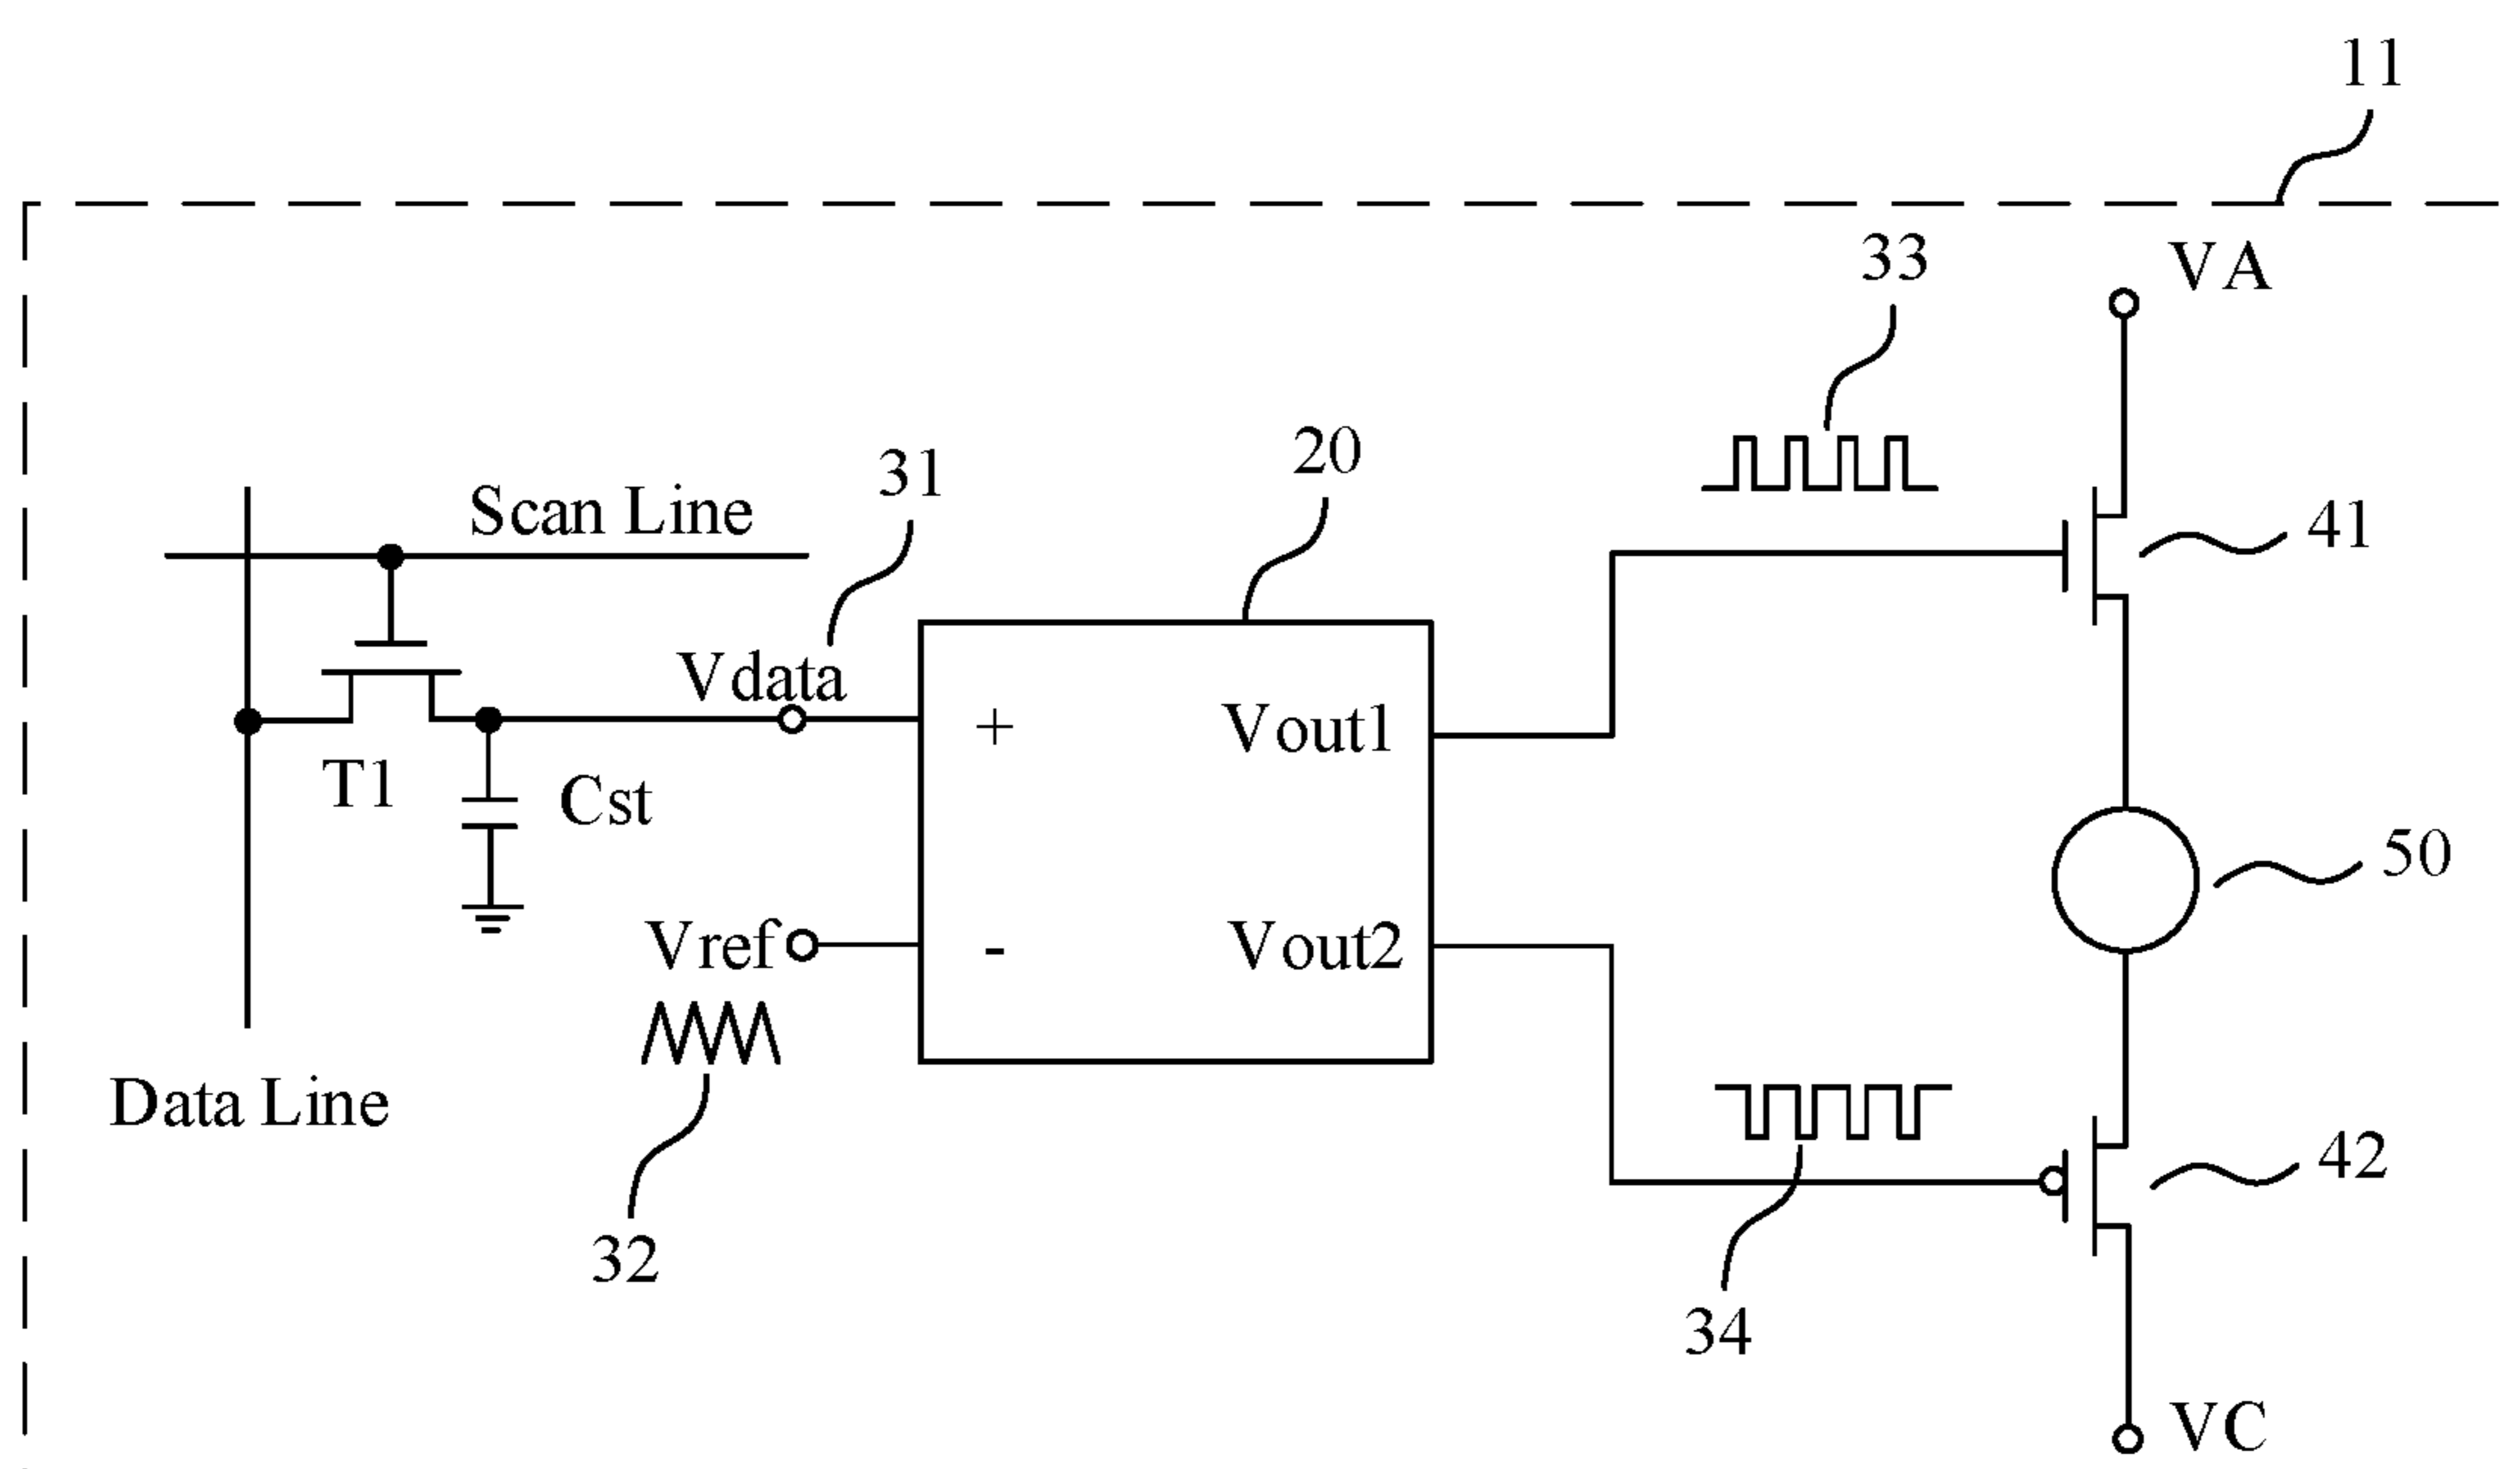 11
33
VA
20
31
Scan Line
41
Vdata
+
Vout1
T1
Cst
50
Vref
-
Vout2
Data Line
42
32
34
VC